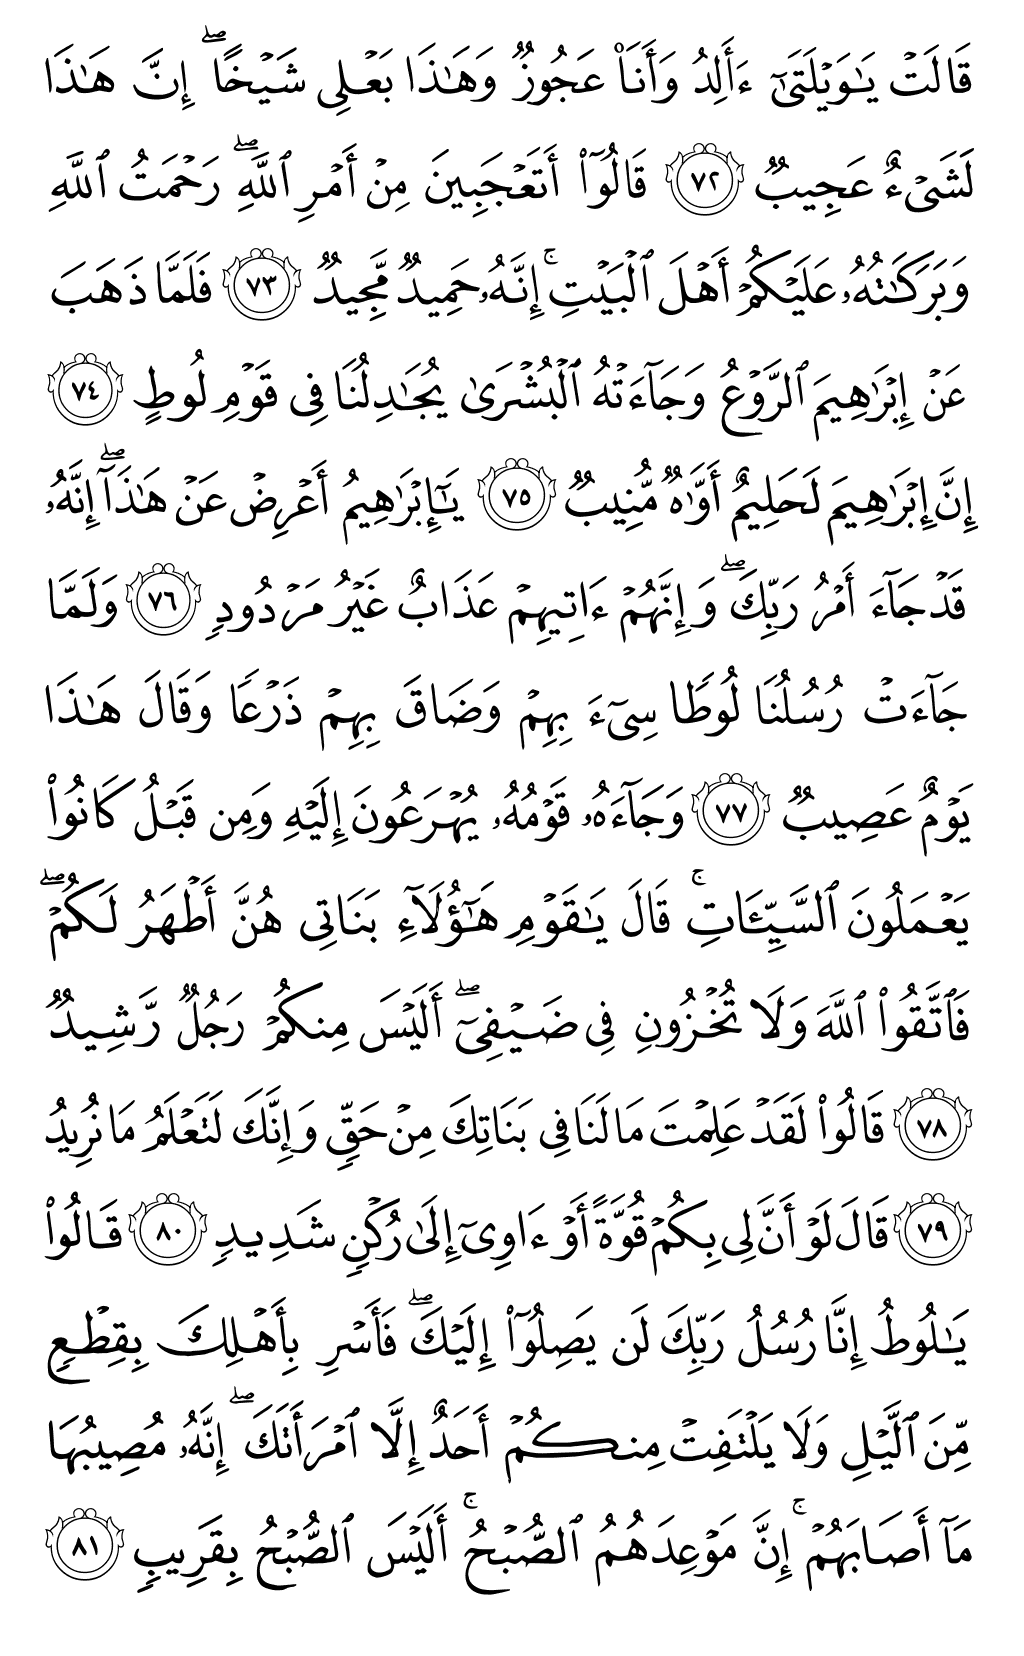 قَالَتۡ يَٰوَيۡلَتَىٰٓ ءَأَلِدُ وَأَنَا۠ عَجُوزٞ وَهَٰذَا بَعۡلِي شَيۡخًاۖ إِنَّ هَٰذَا
لَشَيۡءٌ عَجِيبٞ ٧٢ قَالُوٓاْ أَتَعۡجَبِينَ مِنۡ أَمۡرِ ٱللَّهِۖ رَحۡمَتُ ٱللَّهِ
وَبَرَكَٰتُهُۥ عَلَيۡكُمۡ أَهۡلَ ٱلۡبَيۡتِۚ إِنَّهُۥ حَمِيدٞ مَّجِيدٞ ٧٣ فَلَمَّا ذَهَبَ
عَنۡ إِبۡرَٰهِيمَ ٱلرَّوۡعُ وَجَآءَتۡهُ ٱلۡبُشۡرَىٰ يُجَٰدِلُنَا فِي قَوۡمِ لُوطٍ ٧٤
إِنَّ إِبۡرَٰهِيمَ لَحَلِيمٌ أَوَّٰهٞ مُّنِيبٞ ٧٥ يَٰٓإِبۡرَٰهِيمُ أَعۡرِضۡ عَنۡ هَٰذَآۖ إِنَّهُۥ
قَدۡ جَآءَ أَمۡرُ رَبِّكَۖ وَإِنَّهُمۡ ءَاتِيهِمۡ عَذَابٌ غَيۡرُ مَرۡدُودٖ ٧٦ وَلَمَّا
جَآءَتۡ رُسُلُنَا لُوطٗا سِيٓءَ بِهِمۡ وَضَاقَ بِهِمۡ ذَرۡعٗا وَقَالَ هَٰذَا
يَوۡمٌ عَصِيبٞ ٧٧ وَجَآءَهُۥ قَوۡمُهُۥ يُهۡرَعُونَ إِلَيۡهِ وَمِن قَبۡلُ كَانُواْ
يَعۡمَلُونَ ٱلسَّيِّـَٔاتِۚ قَالَ يَٰقَوۡمِ هَٰٓؤُلَآءِ بَنَاتِي هُنَّ أَطۡهَرُ لَكُمۡۖ
فَٱتَّقُواْ ٱللَّهَ وَلَا تُخۡزُونِ فِي ضَيۡفِيٓۖ أَلَيۡسَ مِنكُمۡ رَجُلٞ رَّشِيدٞ
٧٨ قَالُواْ لَقَدۡ عَلِمۡتَ مَا لَنَا فِي بَنَاتِكَ مِنۡ حَقّٖ وَإِنَّكَ لَتَعۡلَمُ مَا نُرِيدُ
٧٩ قَالَ لَوۡ أَنَّ لِي بِكُمۡ قُوَّةً أَوۡ ءَاوِيٓ إِلَىٰ رُكۡنٖ شَدِيدٖ ٨٠ قَالُواْ
يَٰلُوطُ إِنَّا رُسُلُ رَبِّكَ لَن يَصِلُوٓاْ إِلَيۡكَۖ فَأَسۡرِ بِأَهۡلِكَ بِقِطۡعٖ
مِّنَ ٱلَّيۡلِ وَلَا يَلۡتَفِتۡ مِنكُمۡ أَحَدٌ إِلَّا ٱمۡرَأَتَكَۖ إِنَّهُۥ مُصِيبُهَا
مَآ أَصَابَهُمۡۚ إِنَّ مَوۡعِدَهُمُ ٱلصُّبۡحُۚ أَلَيۡسَ ٱلصُّبۡحُ بِقَرِيبٖ ٨١